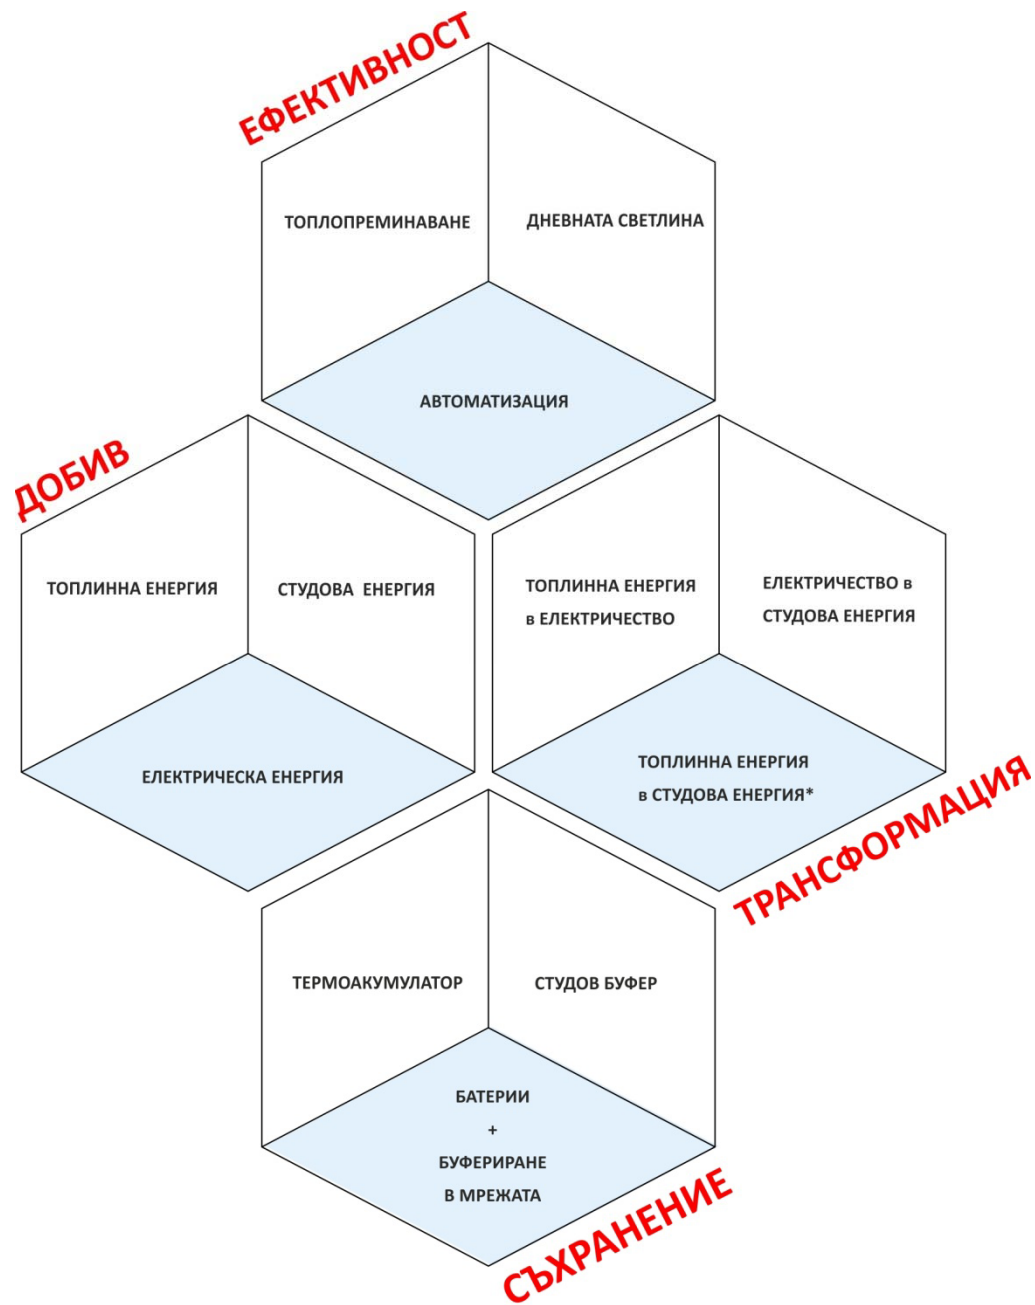 ЕФЕКТИВНОСТ
ТОПЛОПРЕМИНАВАНЕ
ДНЕВНАТА СВЕТЛИНА
АВТОМАТИЗАЦИЯ
ДОБИВ
ТОПЛИННА ЕНЕРГИЯ
СТУДОВА ЕНЕРГИЯ
ЕЛЕКТРИЧЕСКА ЕНЕРГИЯ
ТОПЛИННА ЕНЕРГИЯ
в ЕЛЕКТРИЧЕСТВО
ЕЛЕКТРИЧЕСТВО в
СТУДОВА ЕНЕРГИЯ
ТОПЛИННА ЕНЕРГИЯ
в СТУДОВА ЕНЕРГИЯ*
ТРАНСФОРМАЦИЯ
ТЕРМОАКУМУЛАТОР
СТУДОВ БУФЕР
БАТЕРИИ
+
БУФЕРИРАНЕ
В МРЕЖАТА
СЪХРАНЕНИЕ